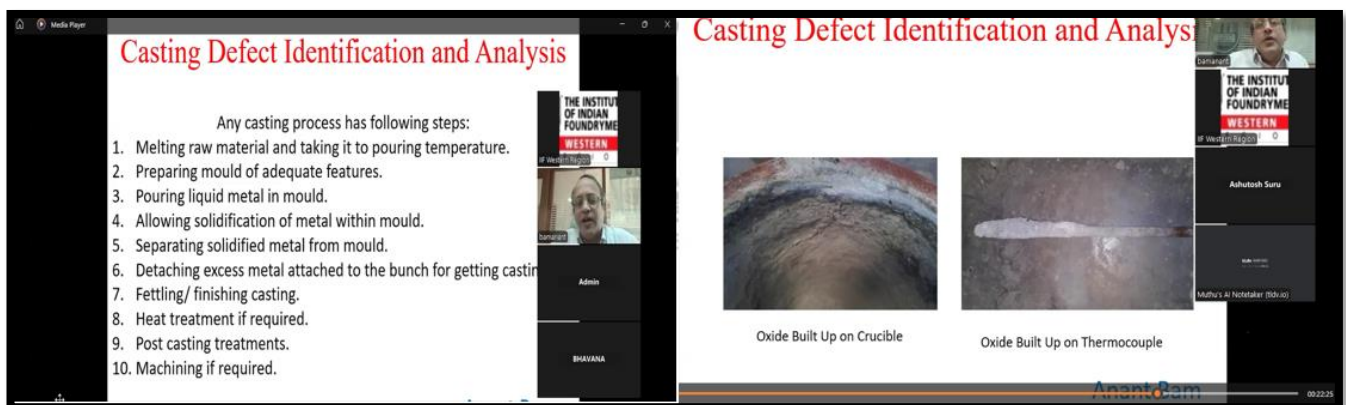 Media Player
Casting Defect Identification and Analysis
Any casting process has following steps:
1. Melting raw material and taking it to pouring temperature.
2. Preparing mould of adequate features.
3. Pouring liquid metal in mould.
4. Allowing solidification of metal within mould.
5. Separating solidified metal from mould.
6. Detaching excess metal attached to the bunch for getting castin
7. Fettling/ finishing casting.
8. Heat treatment if required.
9. Post casting treatments.
10. Machining if required.
THE INSTITUT
OF INDIAN
FOUNDRYME
WESTERN
IIF Western Region
bamanant
Admin
BHAVANA
Casting Defect Identification and Analys
Oxide Built Up on Crucible
Oxide Built Up on Thermocouple
AnantBam
bamanant
THE INSTITUT
OF INDIAN
FOUNDRYME
WESTERN
IIF Western Region
Ashutosh Suru
Muthu's AI Notetaker (tldv.io)
00:22:25